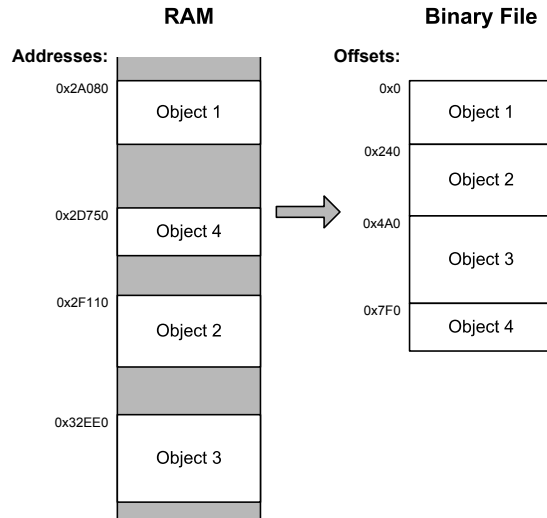 RAM
Binary File
Addresses:
Offsets:
0x2A080
Object 1
0x2D750
Object 4
0x2F110
Object 2
0x32EE0
Object 3
0x0
Object 1
0x240
Object 2
0x4A0
Object 3
0x7F0
Object 4